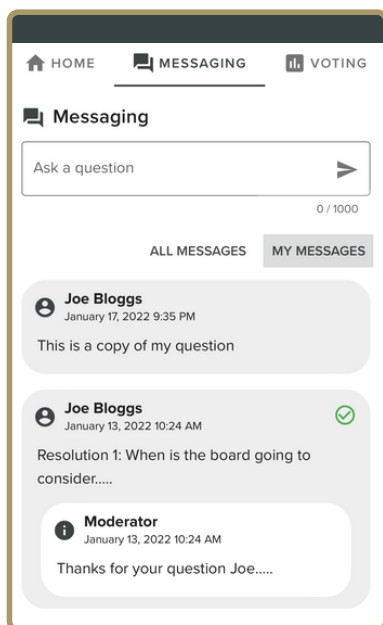 HOME MESSAGING VOTING
Messaging
Ask a question
0 / 1000
ALL MESSAGES MY MESSAGES
Joe Bloggs
January 17, 2022 9:35 PM
This is a copy of my question
Joe Bloggs
January 13, 2022 10:24 AM
Resolution 1: When is the board going to
consider.....
Moderator
January 13, 2022 10:24 AM
Thanks for your question Joe.....